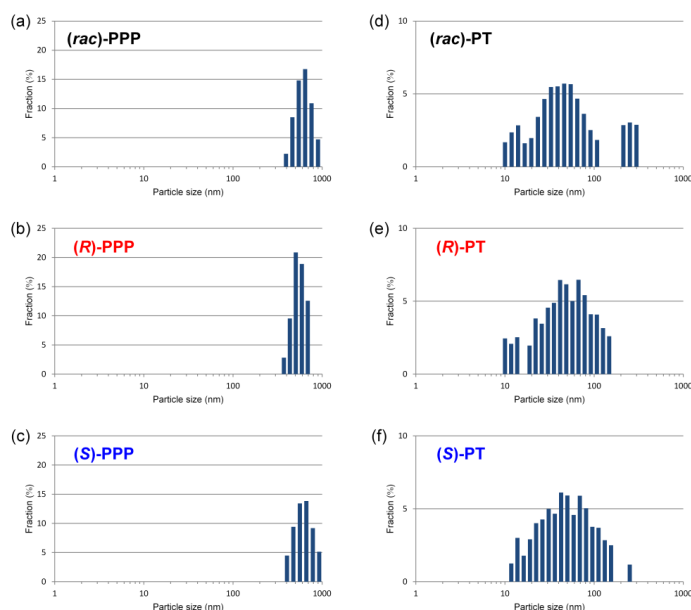 (a)
(rac)-PPP
Fraction (%)
25
20
15
10
5
0
1
10
100
1000
Particle size (nm)
(d)
(rac)-PT
Fraction (%)
10
5
0
1
10
100
1000
Particle size (nm)
(b)
(R)-PPP
Fraction (%)
25
20
15
10
5
0
1
10
100
1000
Particle size (nm)
(e)
(R)-PT
Fraction (%)
10
5
0
1
10
100
1000
Particle size (nm)
(c)
(S)-PPP
Fraction (%)
25
20
15
10
5
0
1
10
100
1000
Particle size (nm)
(f)
(S)-PT
Fraction (%)
10
5
0
1
10
100
1000
Particle size (nm)